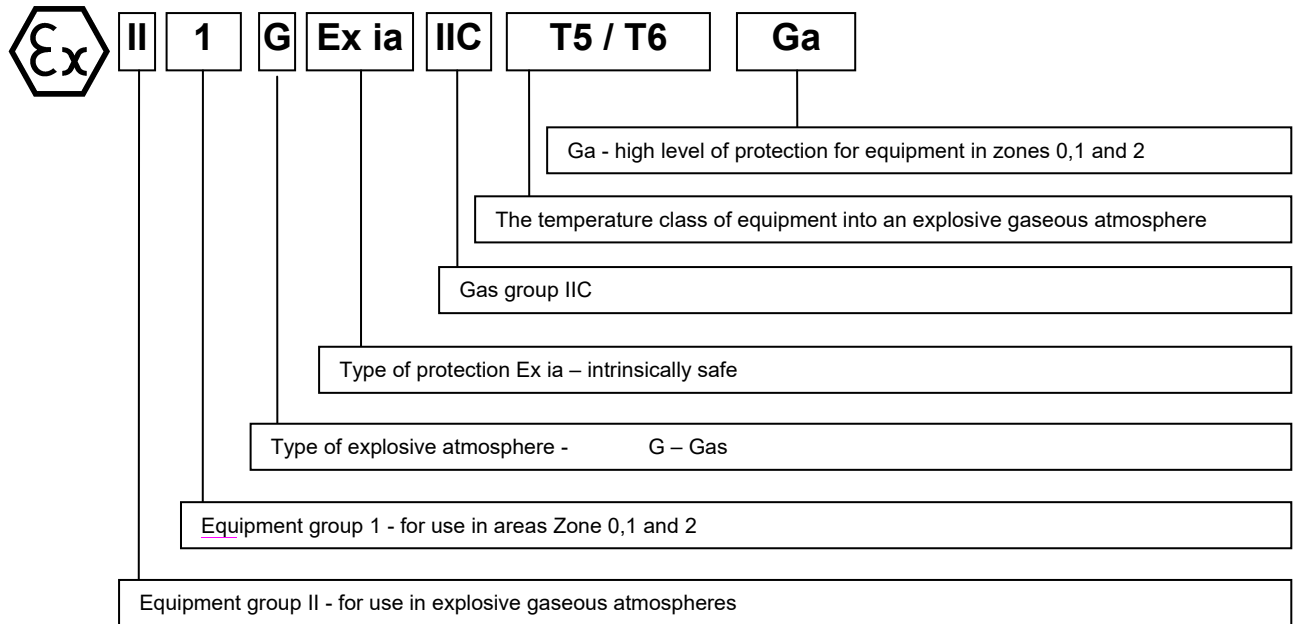 Ex II 1 G Ex ia IIC T5 / T6 Ga
Ga - high level of protection for equipment in zones 0,1 and 2
The temperature class of equipment into an explosive gaseous atmosphere
Gas group IIC
Type of protection Ex ia – intrinsically safe
Type of explosive atmosphere - G – Gas
Equipment group 1 - for use in areas Zone 0,1 and 2
Equipment group II - for use in explosive gaseous atmospheres